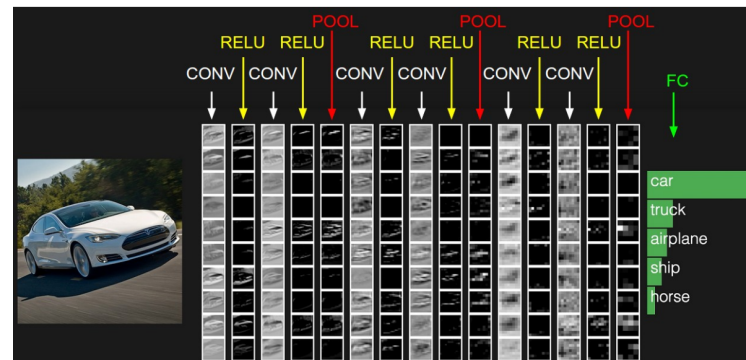 POOL POOL POOL
RELU RELU RELU RELU RELU RELU
CONV CONV CONV CONV CONV CONV
FC
car
truck
airplane
ship
horse